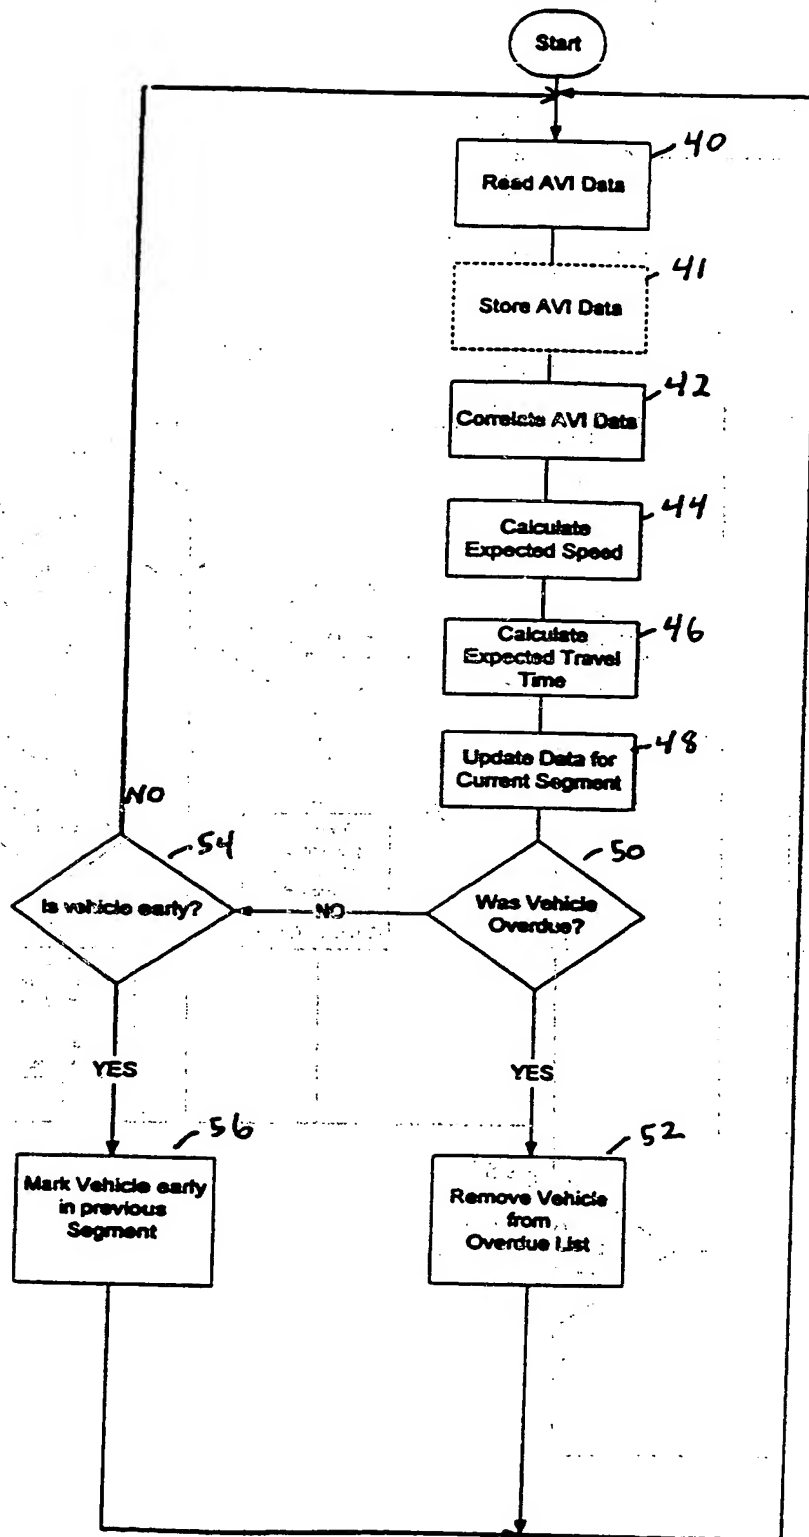 Start
40
Read AVI Data
41
Store AVI Data
42
Correlate AVI Data
44
Calculate
Expected Speed
46
Calculate
Expected Travel
Time
48
Update Data for
Current Segment
NO
54
50
Is vehicle early?
NO
Was Vehicle
Overdue?
YES
YES
56
52
Mark Vehicle early
in previous
Segment
Remove Vehicle
from
Overdue List